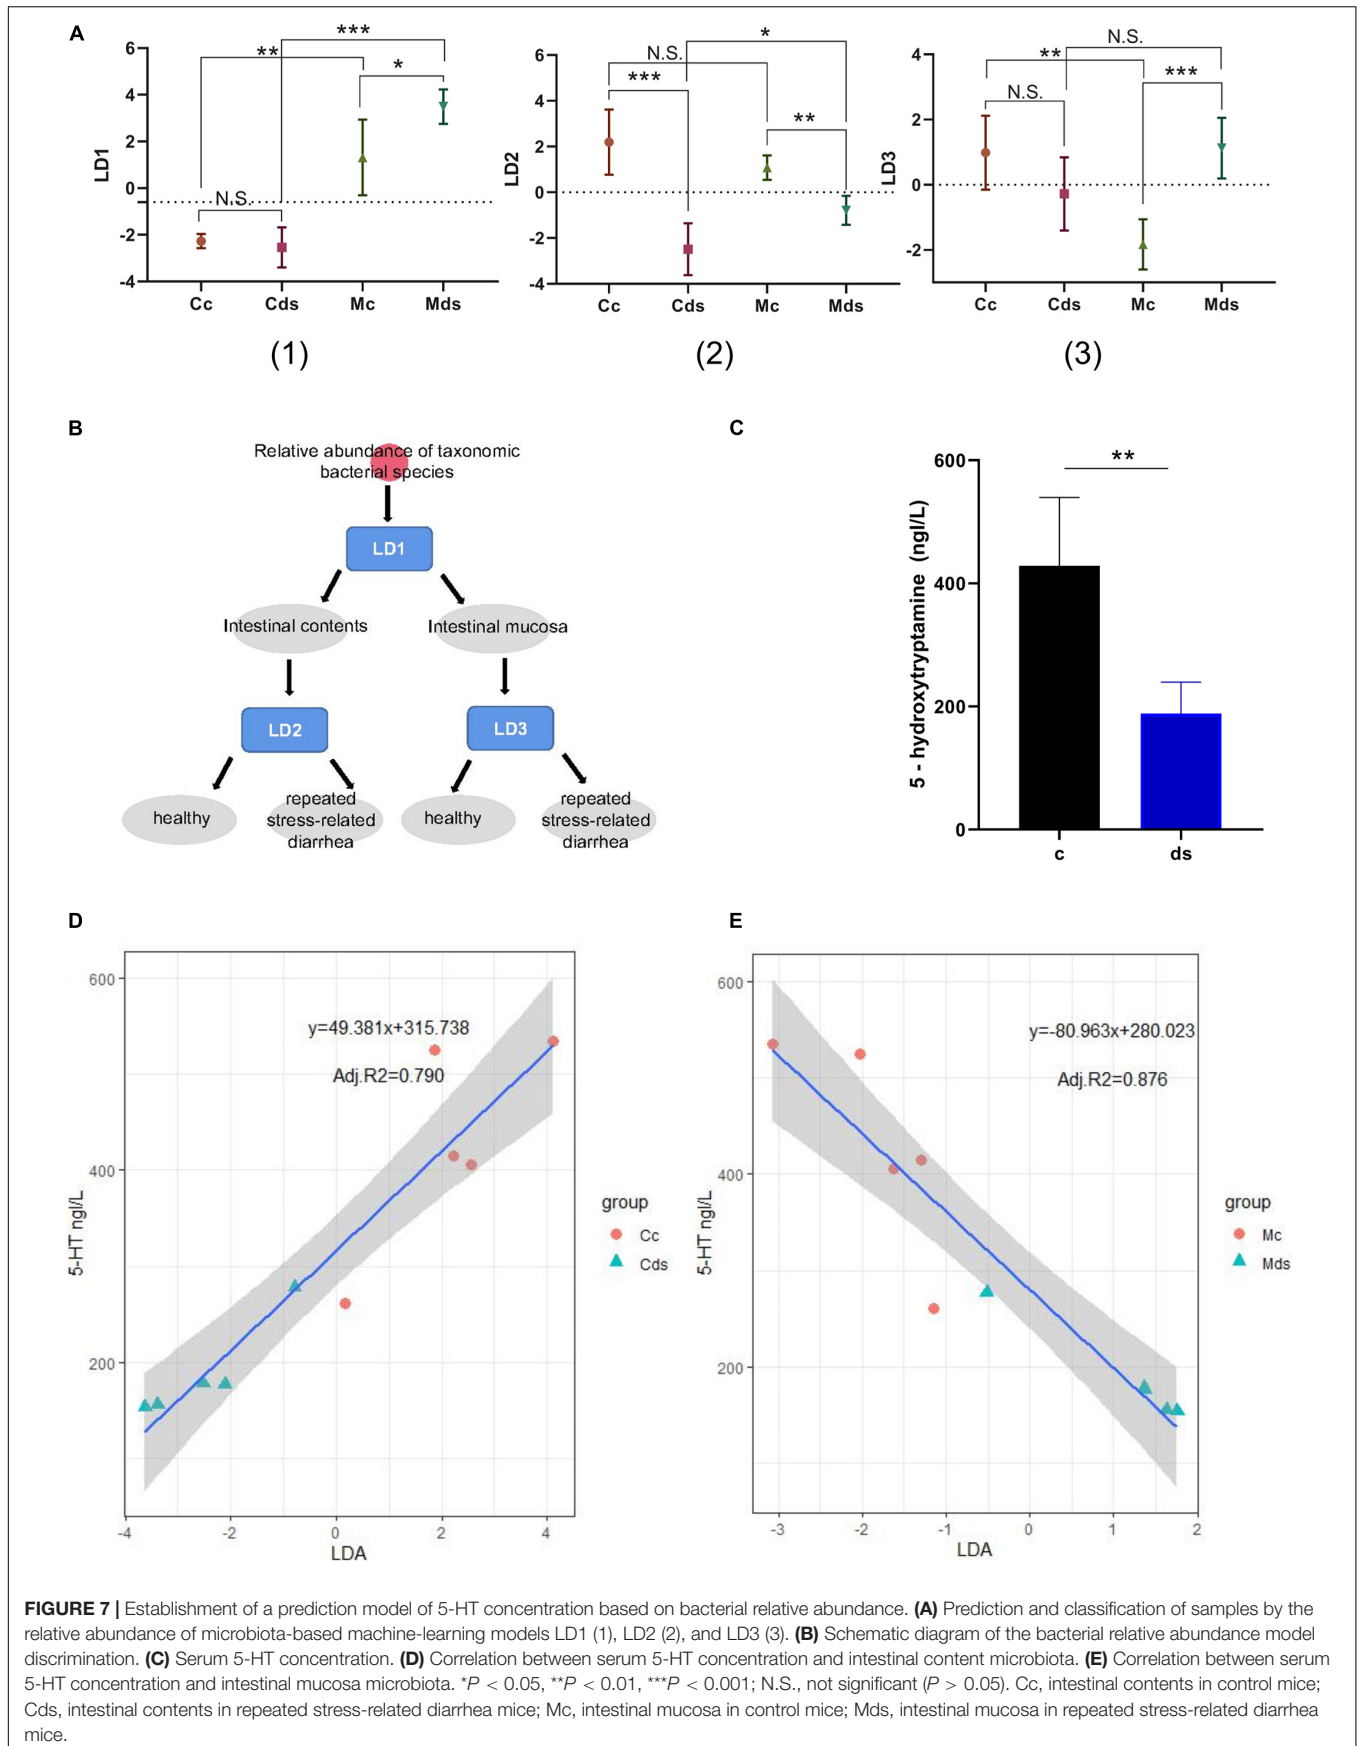 A
6
4
2
0
-2
-4
LD1
**
***
*
N.S.
Cc Cds Mc Mds
(1)
6
4
2
0
-2
-4
LD2
N.S.
*
***
**
Cc Cds Mc Mds
(2)
4
2
0
-2
LD3
N.S.
**
***
N.S.
Cc Cds Mc Mds
(3)
B
Relative abundance of taxonomic
bacterial species
LD1
Intestinal contents Intestinal mucosa
LD2 LD3
healthy
repeated
stress-related
diarrhea
healthy
repeated
stress-related
diarrhea
C
600
400
200
0
5 - hydroxytryptamine (ngl/L)
**
c ds
D
600
400
200
5-HT ngl/L
y=49.381x+315.738
Adj.R2=0.790
-4 -2 0 2 4
LDA
group
Cc
Cds
E
600
400
200
5-HT ngl/L
y=-80.963x+280.023
Adj.R2=0.876
-3 -2 -1 0 1 2
LDA
group
Mc
Mds
FIGURE 7 | Establishment of a prediction model of 5-HT concentration based on bacterial relative abundance. (A) Prediction and classification of samples by the
relative abundance of microbiota-based machine-learning models LD1 (1), LD2 (2), and LD3 (3). (B) Schematic diagram of the bacterial relative abundance model
discrimination. (C) Serum 5-HT concentration. (D) Correlation between serum 5-HT concentration and intestinal content microbiota. (E) Correlation between serum
5-HT concentration and intestinal mucosa microbiota. *P < 0.05, **P < 0.01, ***P < 0.001; N.S., not significant (P > 0.05). Cc, intestinal contents in control mice;
Cds, intestinal contents in repeated stress-related diarrhea mice; Mc, intestinal mucosa in control mice; Mds, intestinal mucosa in repeated stress-related diarrhea
mice.